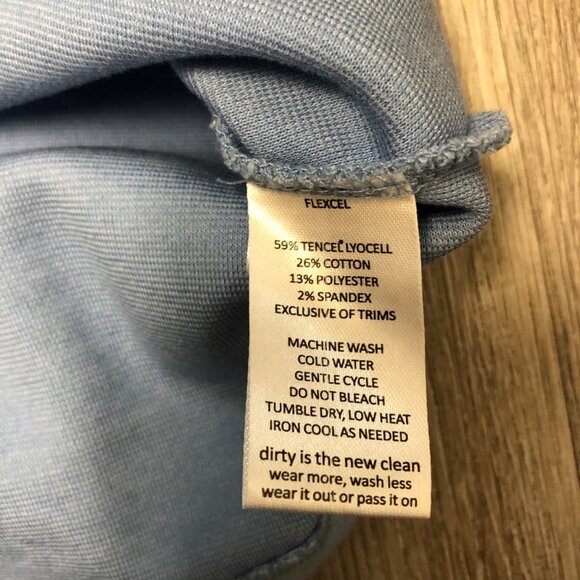 FLEXCEL
59% TENCEL LYOCELL
26% COTTON
13% POLYESTER
2% SPANDEX
EXCLUSIVE OF TRIMS
MACHINE WASH
COLD WATER
GENTLE CYCLE
DO NOT BLEACH
TUMBLE DRY, LOW HEAT
IRON COOL AS NEEDED
dirty is the new clean
wear more, wash less
wear it out or pass it on